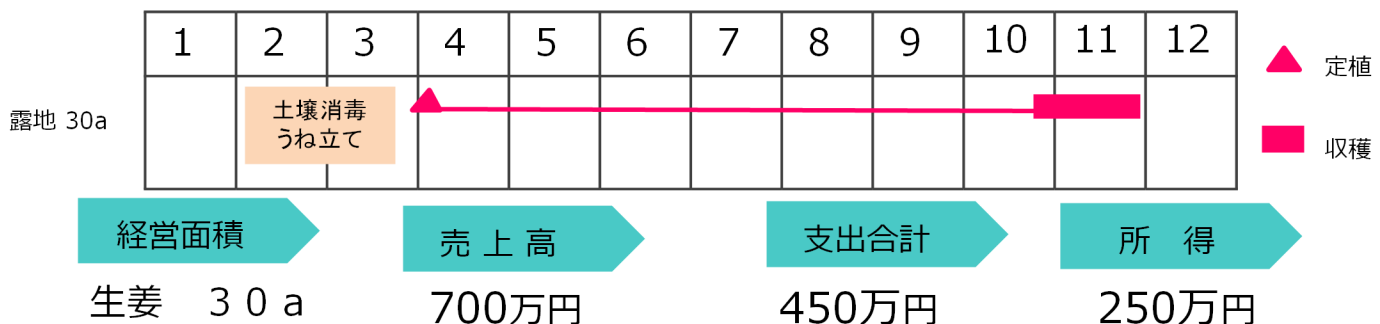 1 2 3 4 5 6 7 8 9 10 11 12
定植
露地 30a
土壌消毒
うね立て
収穫
経営面積
売上高
支出合計
所 得
生姜 30a
700万円
450万円
250万円